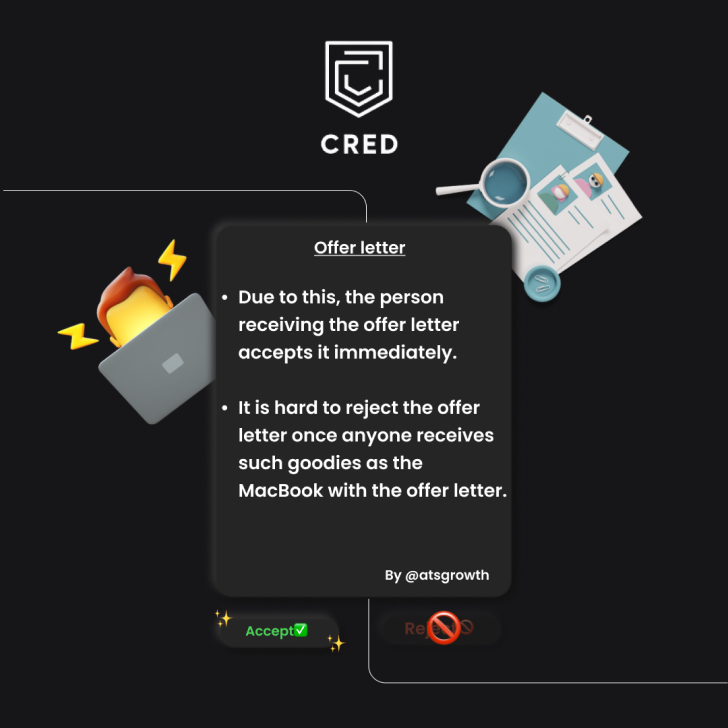 CRED
Offer letter
• Due to this, the person
receiving the offer letter
accepts it immediately.
• It is hard to reject the offer
letter once anyone receives
such goodies as the
MacBook with the offer letter.
By @atsgrowth
Accept✅
Reject🚫